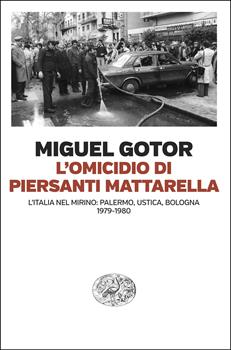 MIGUEL GOTOR
L'OMICIDIO DI
PIERSANTI MATTARELLA
L'ITALIA NEL MIRINO: PALERMO, USTICA, BOLOGNA
1979-1980